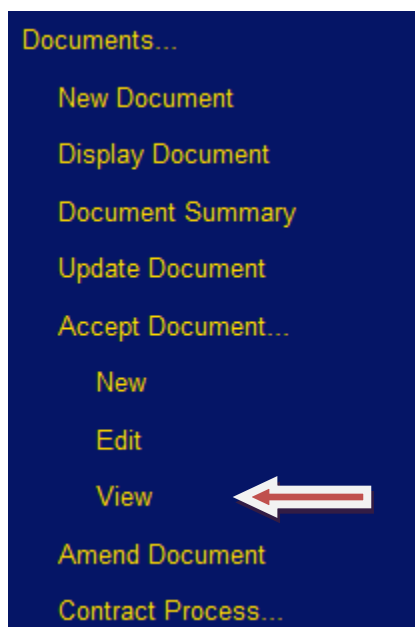 Documents...
New Document
Display Document
Document Summary
Update Document
Accept Document...
New
Edit
View
Amend Document
Contract Process...